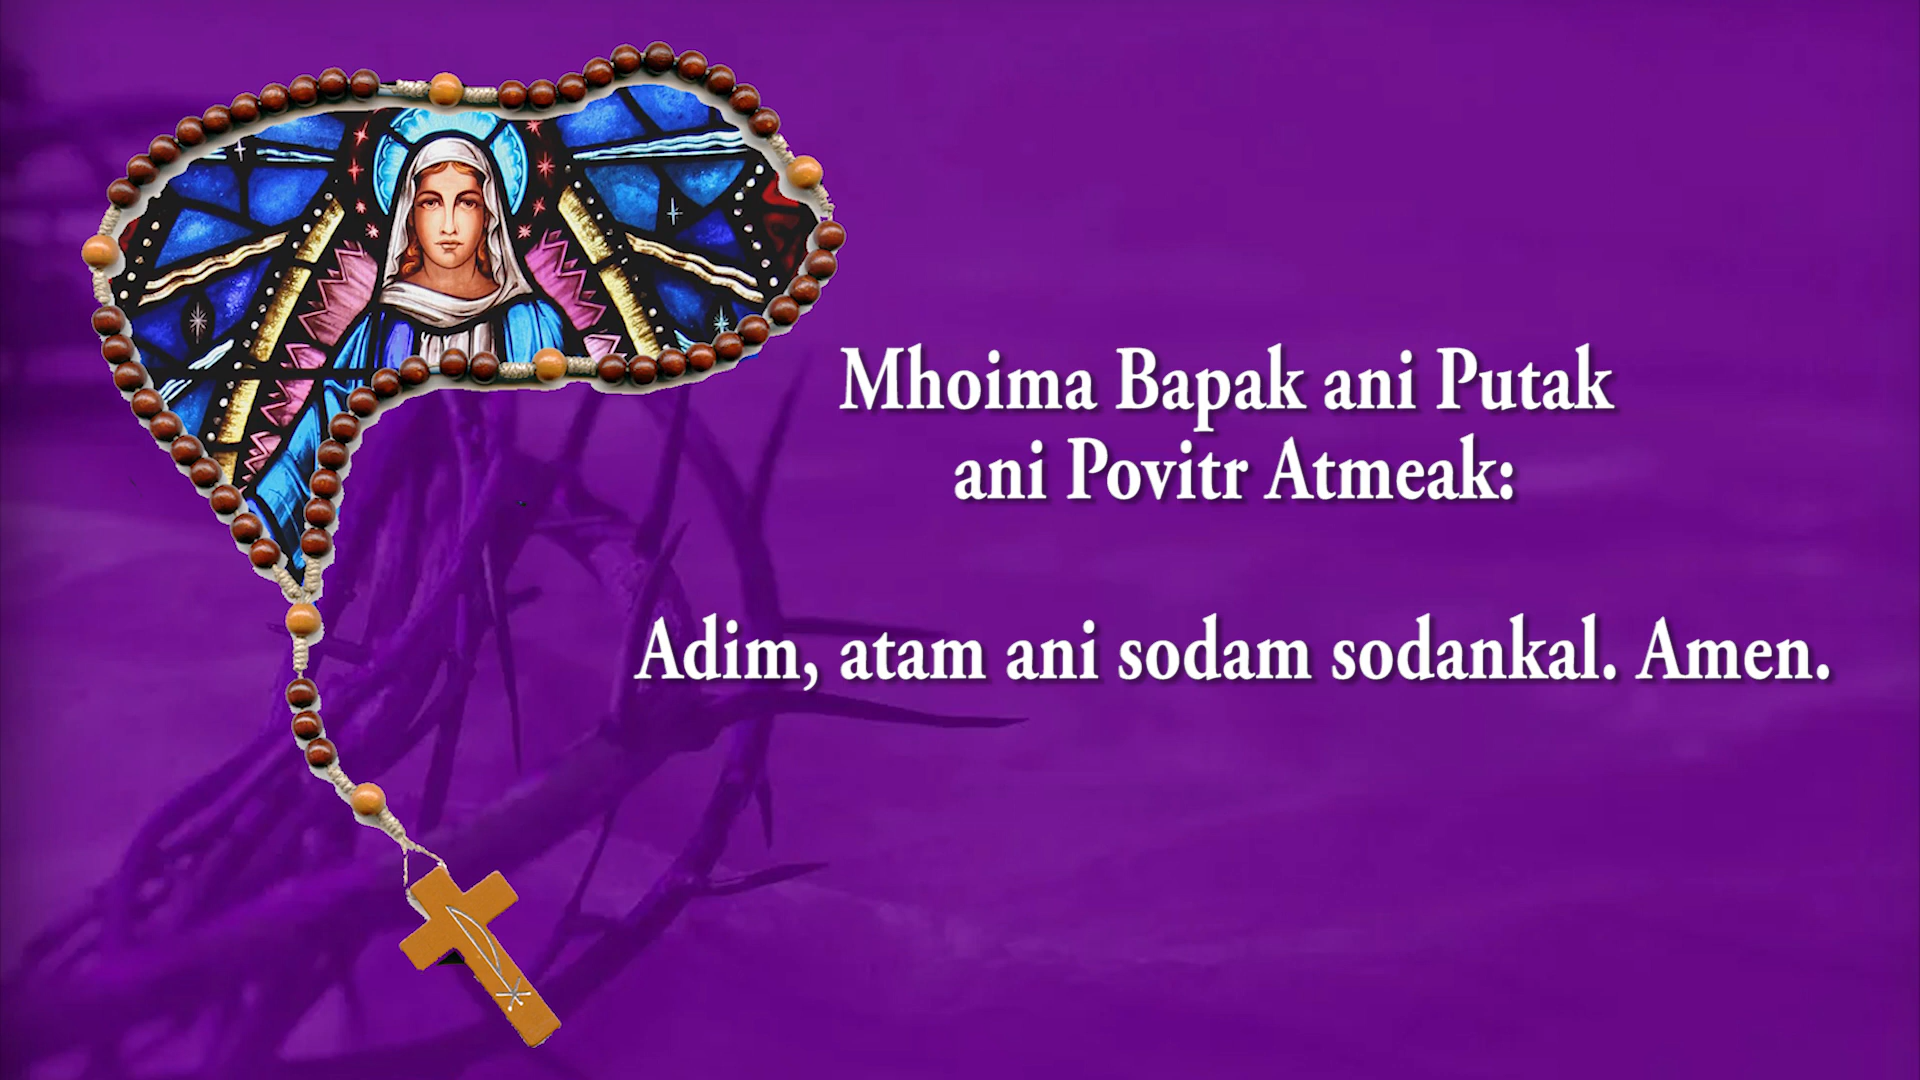 Mhoima Bapak ani Putak
ani Povitr Atmeak:
Adim, atam ani sodam sodankal. Amen.